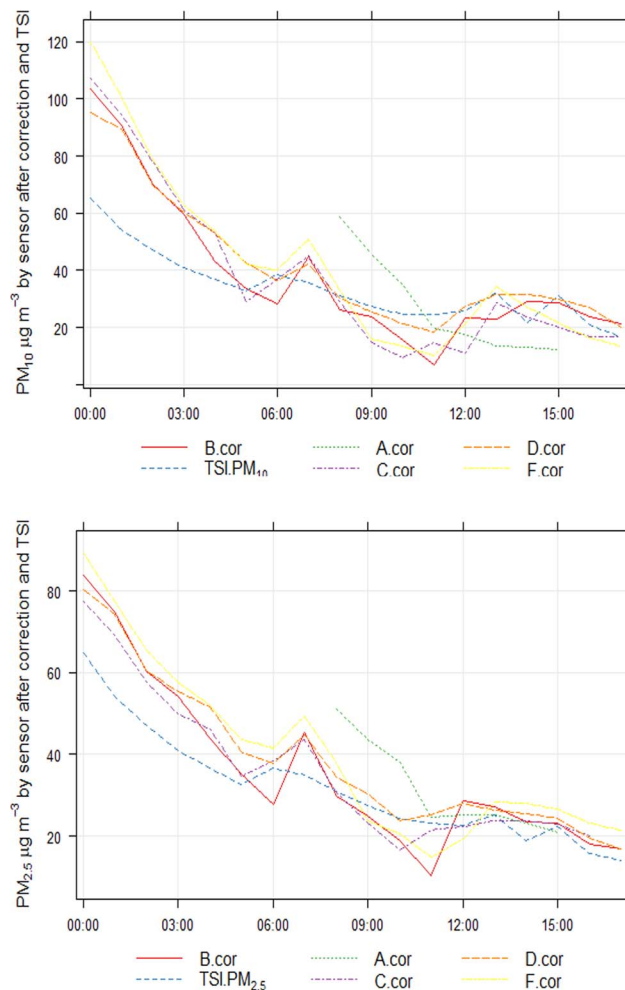 PM₁₀ µg m⁻³ by sensor after correction and TSI
120
100
80
60
40
20
00:00 03:00 06:00 09:00 12:00 15:00
B.cor A.cor D.cor
TSI.PM₁₀ C.cor F.cor
PM₂.₅ µg m⁻³ by sensor after correction and TSI
80
60
40
20
00:00 03:00 06:00 09:00 12:00 15:00
B.cor A.cor D.cor
TSI.PM₂.₅ C.cor F.cor